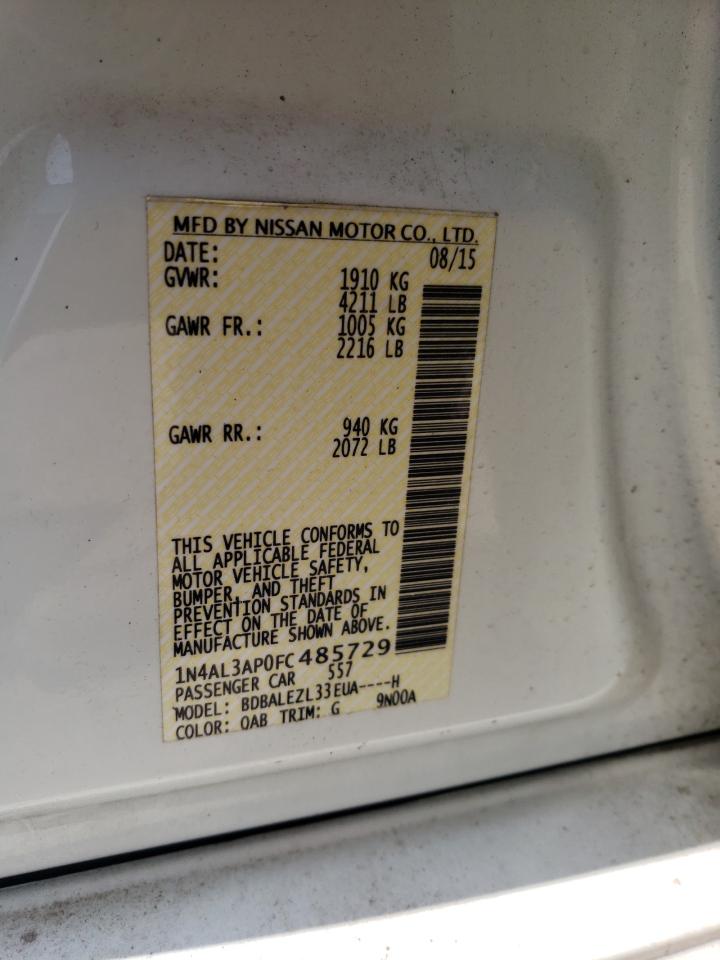 MFD BY NISSAN MOTOR CO., LTD.
DATE: 08/15
GVWR: 1910 KG
4211 LB
GAWR FR.: 1005 KG
2216 LB
GAWR RR.: 940 KG
2072 LB
THIS VEHICLE CONFORMS TO
ALL APPLICABLE FEDERAL
MOTOR VEHICLE SAFETY,
BUMPER, AND THEFT
PREVENTION STANDARDS IN
EFFECT ON THE DATE OF
MANUFACTURE SHOWN ABOVE.
1N4AL3AP0FC485729
PASSENGER CAR 557
MODEL: BDBALEZL33EUA----H
COLOR: QAB TRIM: G 9N00A